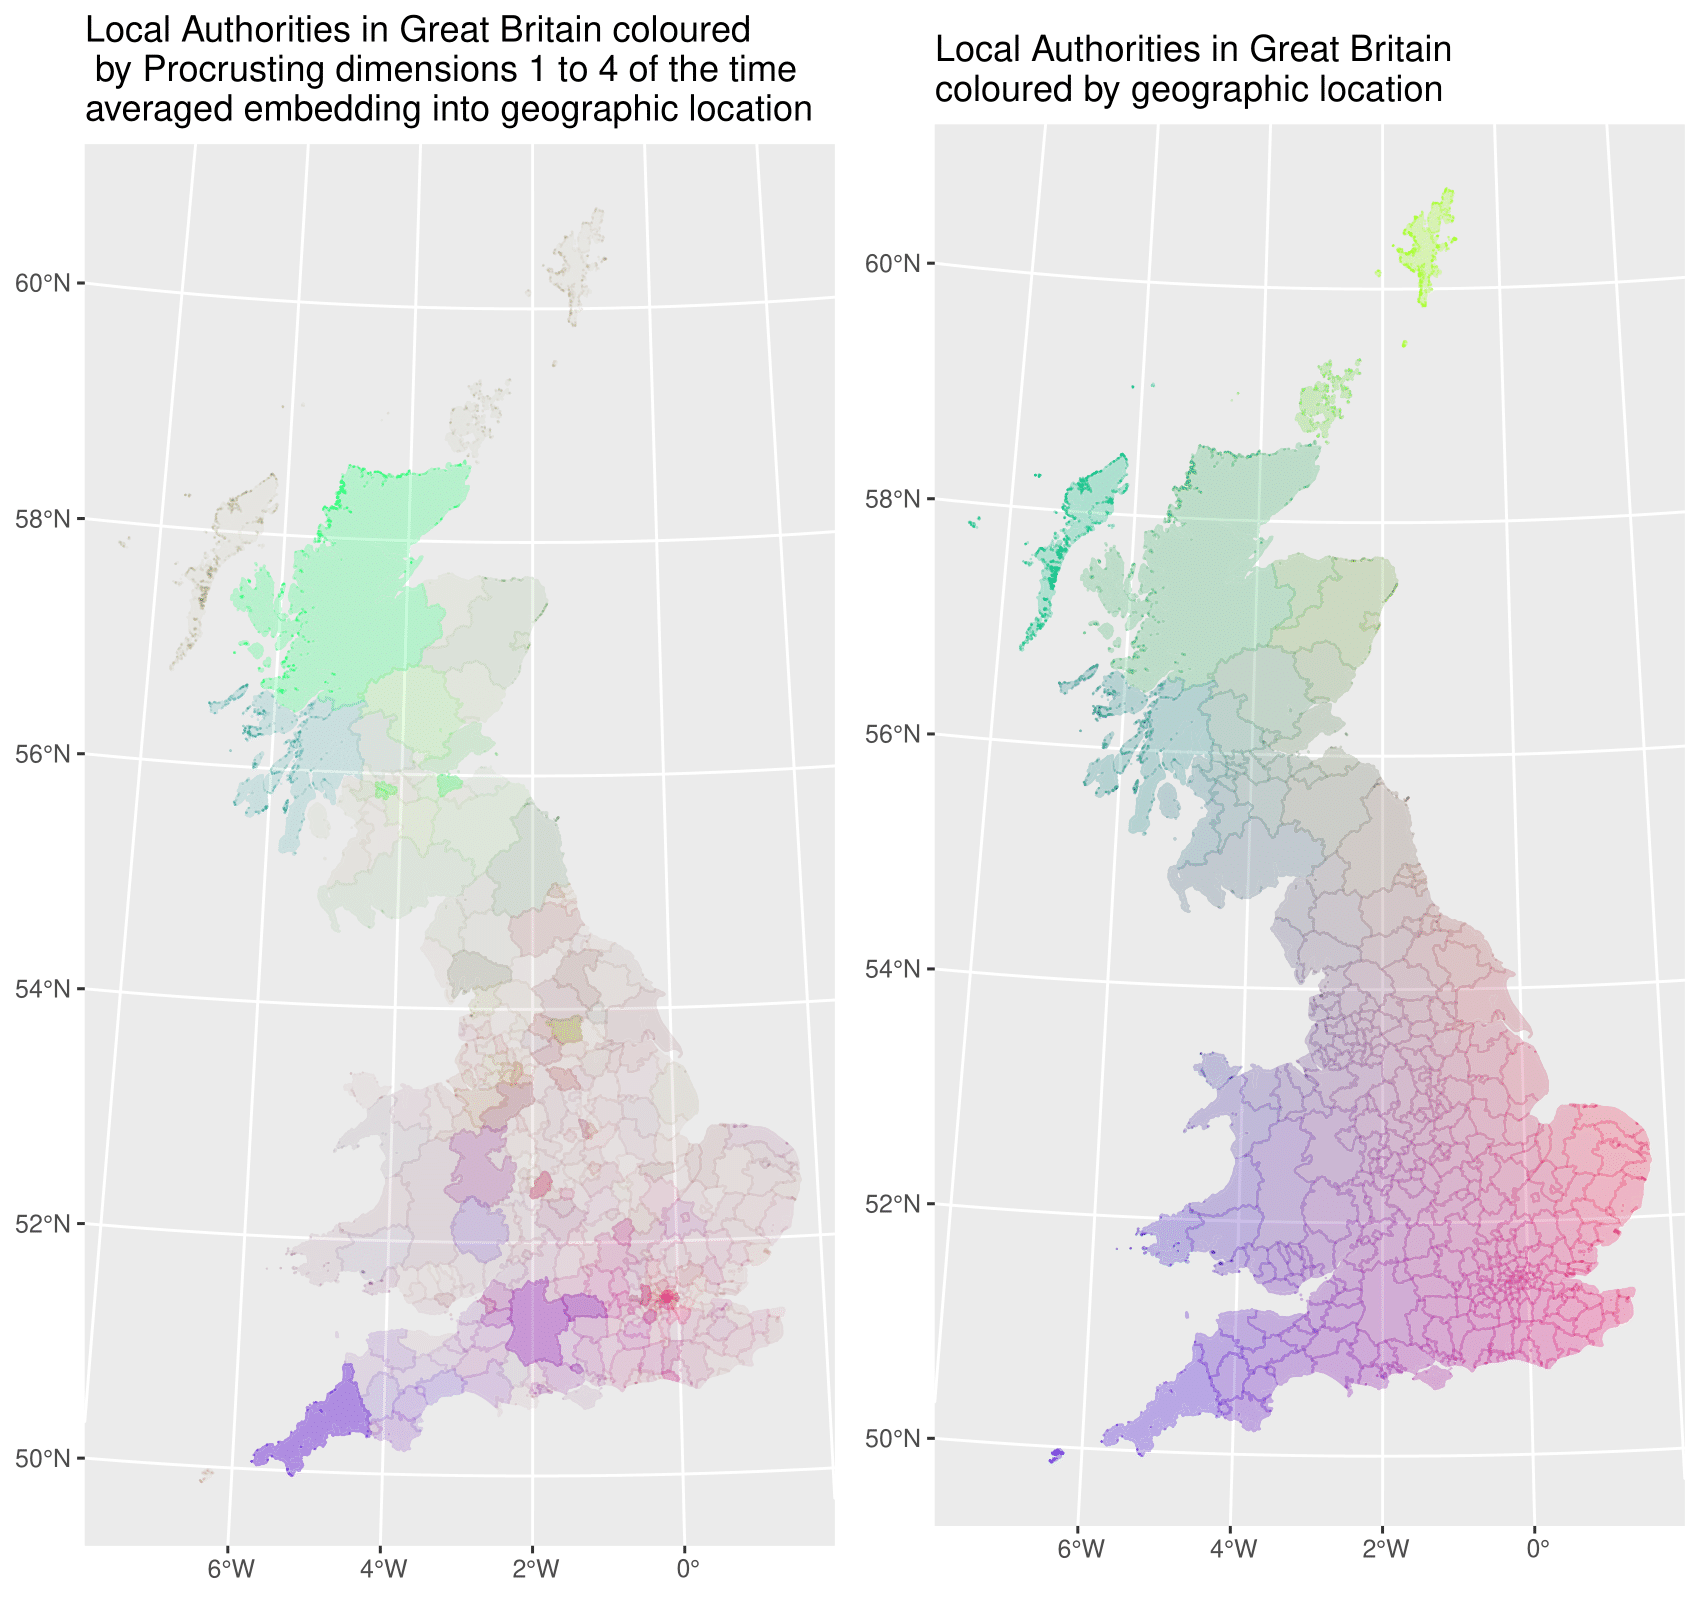 Local Authorities in Great Britain coloured
by Procrusting dimensions 1 to 4 of the time
averaged embedding into geographic location
60°N
58°N
56°N
54°N
52°N
50°N
6°W
4°W
2°W
0°
Local Authorities in Great Britain
coloured by geographic location
60°N
58°N
56°N
54°N
52°N
50°N
6°W
4°W
2°W
0°